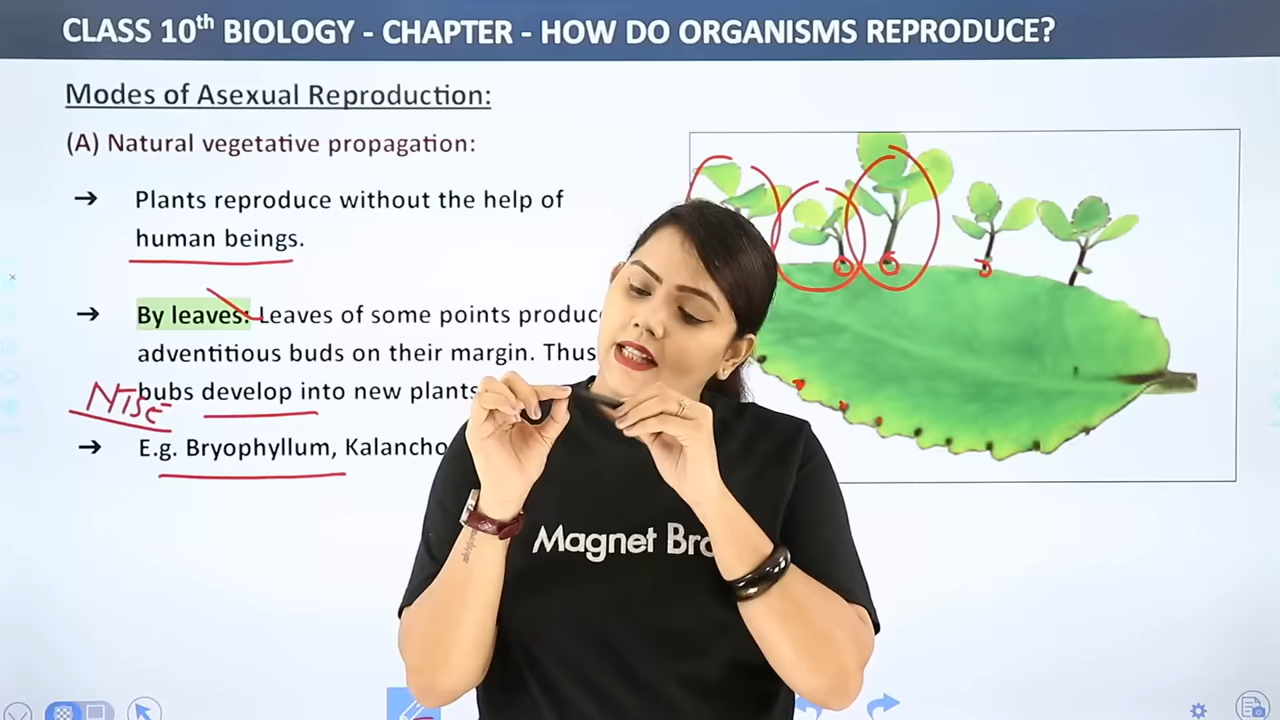 CLASS 10th BIOLOGY - CHAPTER - HOW DO ORGANISMS REPRODUCE?
Modes of Asexual Reproduction:
(A) Natural vegetative propagation:
➔ Plants reproduce without the help of
human beings.
➔ By leaves: Leaves of some points produc
adventitious buds on their margin. Thus
bubs develop into new plants
NTSE
➔ E.g. Bryophyllum, Kalancho
Magnet Bro